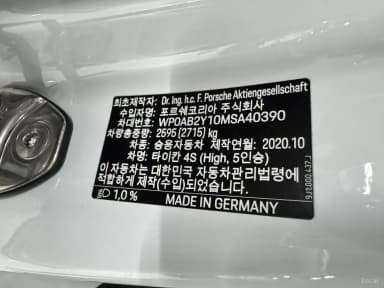 최초제작자: Dr. Ing. h.c. F. Porsche Aktiengesellschaft
수입자명: 포르쉐코리아 주식회사
차대번호: WP0AB2Y10MSA40390
차량총중량: 2595 (2715) kg
차종: 승용자동차 제작연월: 2020.10
차명: 타이칸 4S (High, 5인승)
이 자동차는 대한민국 자동차관리법령에
적합하게 제작(수입)되었습니다.
1,0% MADE IN GERMANY
9J1.000.437.J
Encar